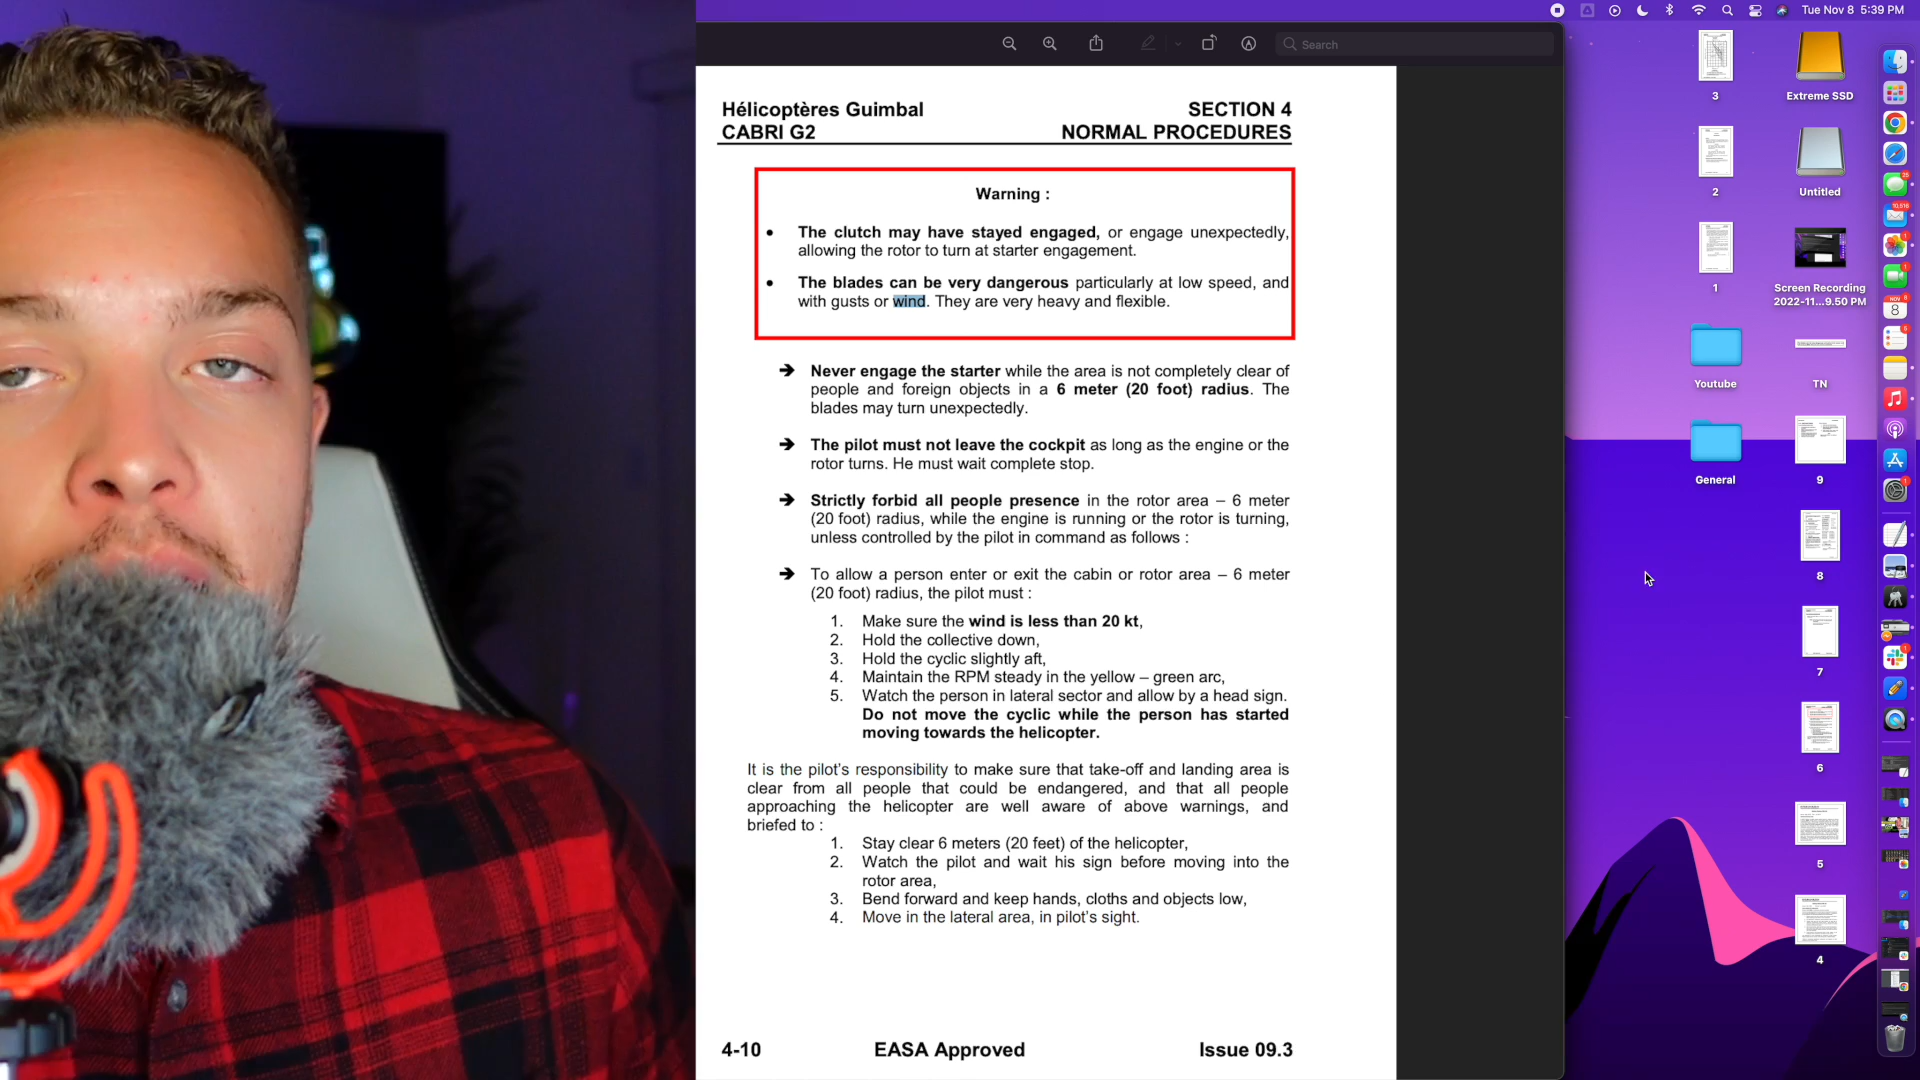 Tue Nov 8 5:39 PM
Search
Hélicoptères Guimbal
SECTION 4
CABRI G2
NORMAL PROCEDURES
Warning :
• The clutch may have stayed engaged, or engage unexpectedly,
allowing the rotor to turn at starter engagement.
• The blades can be very dangerous particularly at low speed, and
with gusts or wind. They are very heavy and flexible.
➔ Never engage the starter while the area is not completely clear of
people and foreign objects in a 6 meter (20 foot) radius. The
blades may turn unexpectedly.
➔ The pilot must not leave the cockpit as long as the engine or the
rotor turns. He must wait complete stop.
➔ Strictly forbid all people presence in the rotor area – 6 meter
(20 foot) radius, while the engine is running or the rotor is turning,
unless controlled by the pilot in command as follows :
➔ To allow a person enter or exit the cabin or rotor area – 6 meter
(20 foot) radius, the pilot must :
1. Make sure the wind is less than 20 kt,
2. Hold the collective down,
3. Hold the cyclic slightly aft,
4. Maintain the RPM steady in the yellow – green arc,
5. Watch the person in lateral sector and allow by a head sign.
Do not move the cyclic while the person has started
moving towards the helicopter.
It is the pilot's responsibility to make sure that take-off and landing area is
clear from all people that could be endangered, and that all people
approaching the helicopter are well aware of above warnings, and
briefed to :
1. Stay clear 6 meters (20 feet) of the helicopter,
2. Watch the pilot and wait his sign before moving into the
rotor area,
3. Bend forward and keep hands, cloths and objects low,
4. Move in the lateral area, in pilot's sight.
4-10
EASA Approved
Issue 09.3
3
Extreme SSD
2
Untitled
1
Screen Recording
2022-11...9.50 PM
Youtube
TN
General
9
8
7
6
5
4
NOV
8